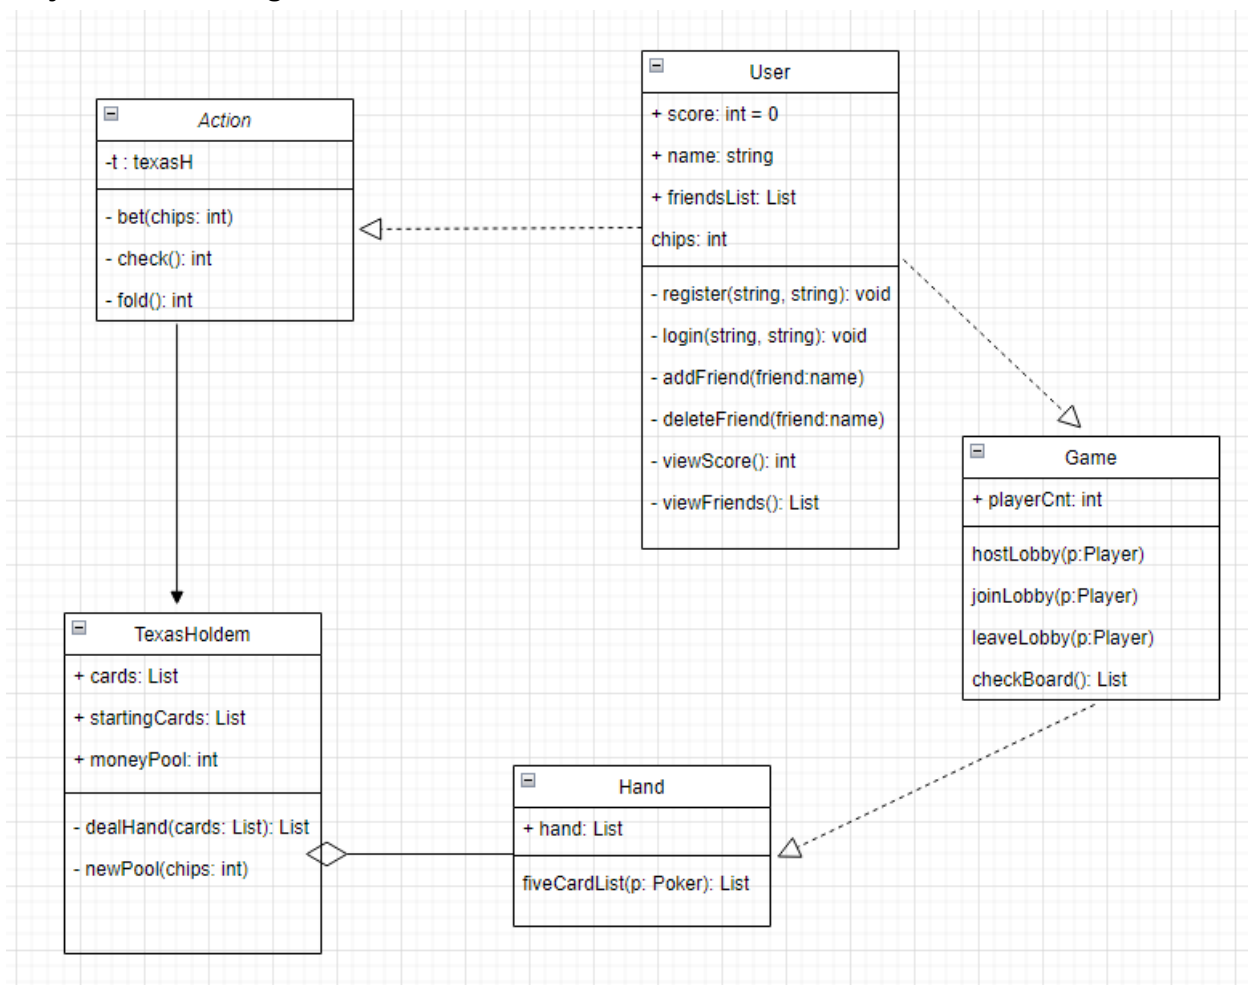 Action
-t : texasH
- bet(chips: int)
- check(): int
- fold(): int
User
+ score: int = 0
+ name: string
+ friendsList: List
chips: int
- register(string, string): void
- login(string, string): void
- addFriend(friend:name)
- deleteFriend(friend:name)
- viewScore(): int
- viewFriends(): List
Game
+ playerCnt: int
hostLobby(p:Player)
joinLobby(p:Player)
leaveLobby(p:Player)
checkBoard(): List
TexasHoldem
+ cards: List
+ startingCards: List
+ moneyPool: int
- dealHand(cards: List): List
- newPool(chips: int)
Hand
+ hand: List
fiveCardList(p: Poker): List